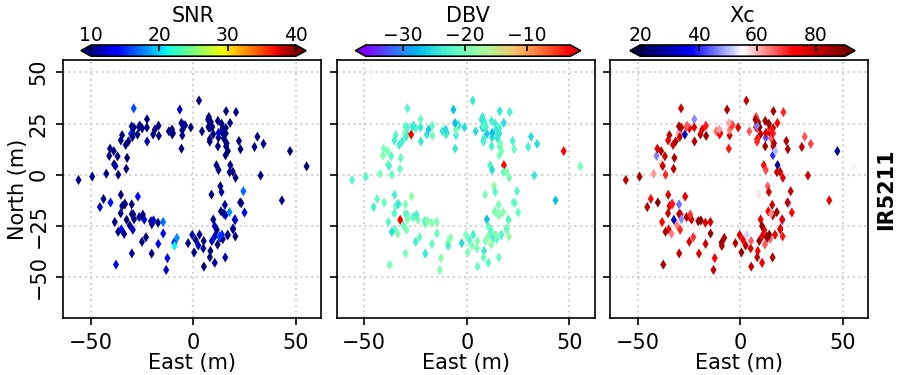 SNR DBV Xc
10 20 30 40 −30 −20 −10 20 40 60 80
50
25
0
−25
−50
North (m)
IR5211
−50 0 50 −50 0 50 −50 0 50
East (m) East (m) East (m)